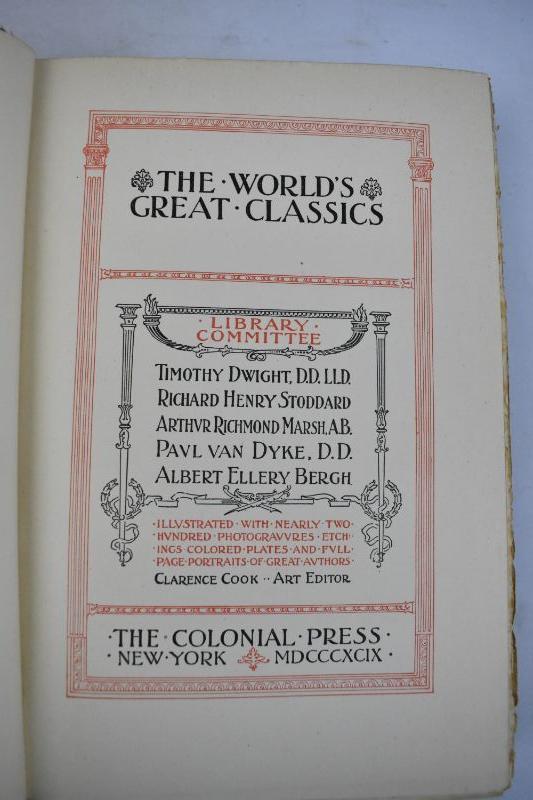 THE · WORLD'S
GREAT · CLASSICS
· LIBRARY ·
COMMITTEE
TIMOTHY DWIGHT, D.D. LL.D.
RICHARD HENRY STODDARD
ARTHVR RICHMOND MARSH, A.B.
PAVL VAN DYKE, D.D.
ALBERT ELLERY BERGH
· ILLVSTRATED · WITH · NEARLY · TWO ·
HVNDRED · PHOTOGRAVVRES · ETCH ·
INGS · COLORED · PLATES · AND · FVLL ·
PAGE · PORTRAITS · OF · GREAT · AVTHORS ·
CLARENCE COOK · · ART EDITOR
· THE · COLONIAL · PRESS ·
· NEW · YORK MDCCCXCIX ·